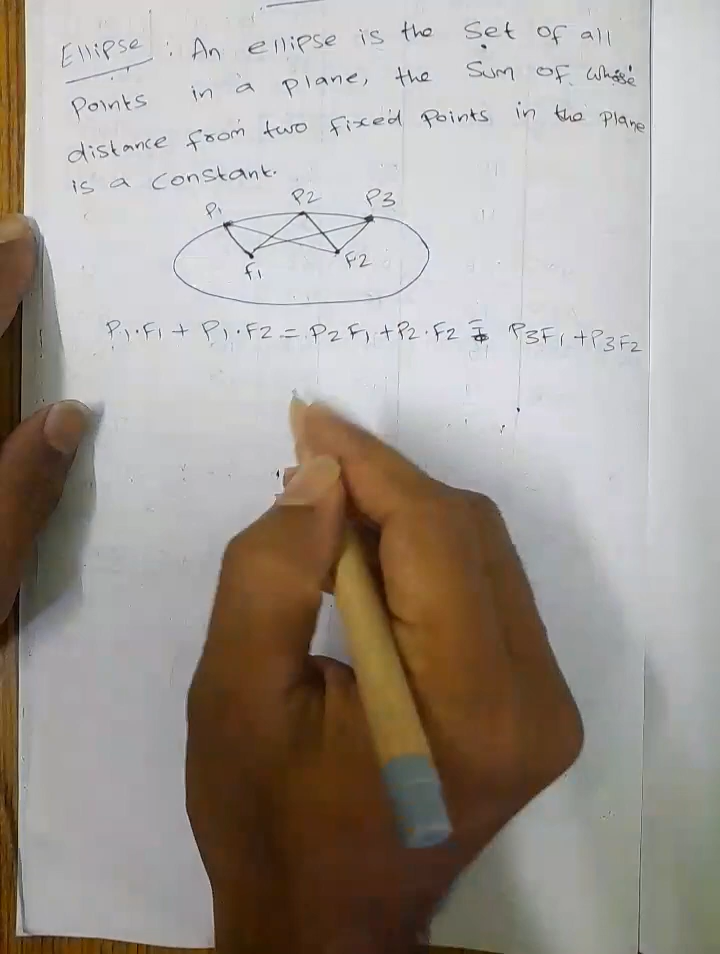 Ellipse : An ellipse is the set of all
points in a plane, the sum of whose
distance from two fixed points in the plane
is a constant.
P1 P2 P3
F1 F2
P1·F1 + P1·F2 = P2F1 + P2·F2 = P3F1 + P3F2